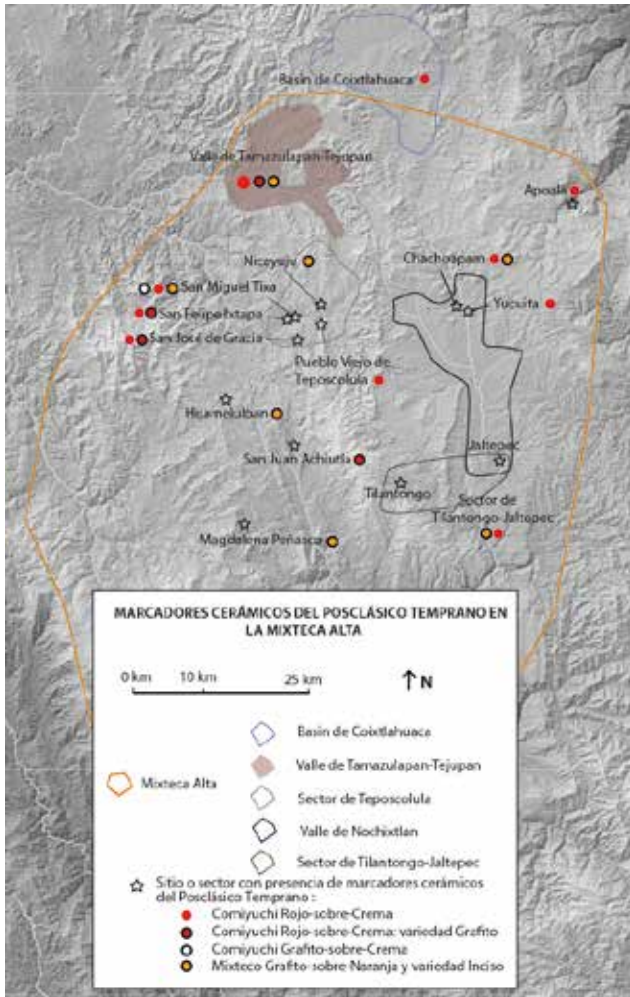 Basin de Coixtlahuaca
Valle de Tamazulapan-Tejupan
Apoala
Nicaysuju
Chachoapam
San Miguel Tixa
Yucuita
San Felipe Ixtapa
San José de Gracia
Pueblo Viejo de
Teposcolula
Huamelulpan
San Juan Achiutla
Jaltepec
Tilantongo
Sector de
Tilantongo-Jaltepec
Magdalena Peñasco
MARCADORES CERÁMICOS DEL POSCLÁSICO TEMPRANO EN
LA MIXTECA ALTA
0 km 10 km 25 km
N
Basin de Coixtlahuaca
Valle de Tamazulapan-Tejupan
Mixteca Alta
Sector de Teposcolula
Valle de Nochixtlan
Sector de Tilantongo-Jaltepec
Sitio o sector con presencia de marcadores cerámicos
del Posclásico Temprano :
Comiyuchi Rojo-sobre-Crema
Comiyuchi Rojo-sobre-Crema: variedad Grafito
Comiyuchi Grafito-sobre-Crema
Mixteco Grafito-sobre-Naranja y variedad Inciso